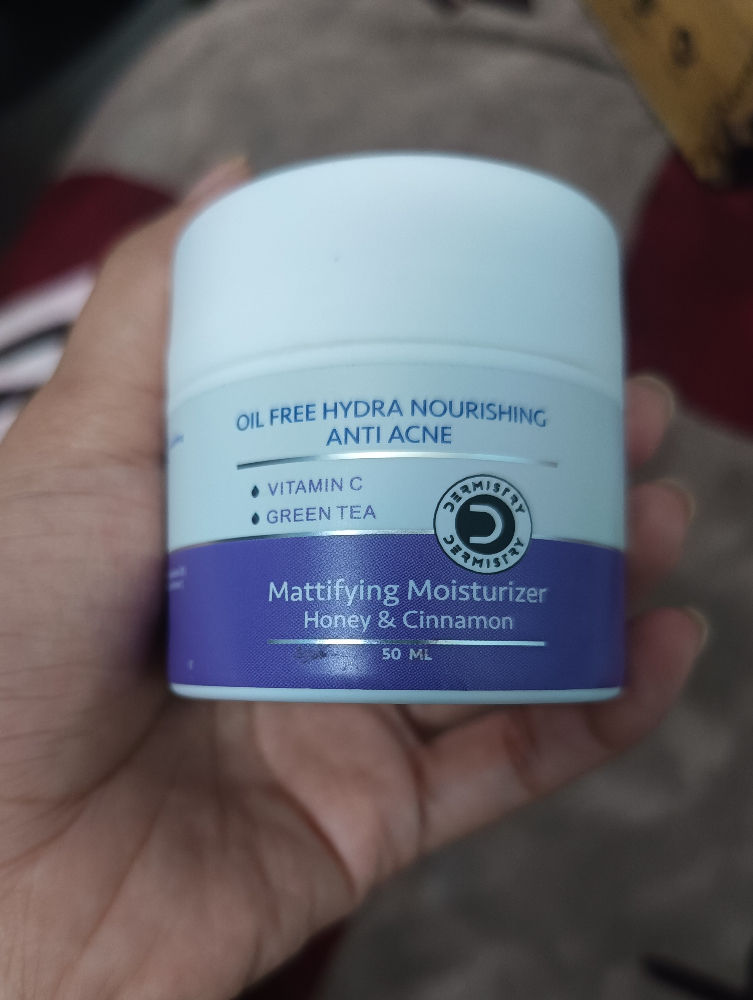 OIL FREE HYDRA NOURISHING
ANTI ACNE
VITAMIN C
GREEN TEA
DERMISTRY
DERMISTRY
Mattifying Moisturizer
Honey & Cinnamon
50 ML